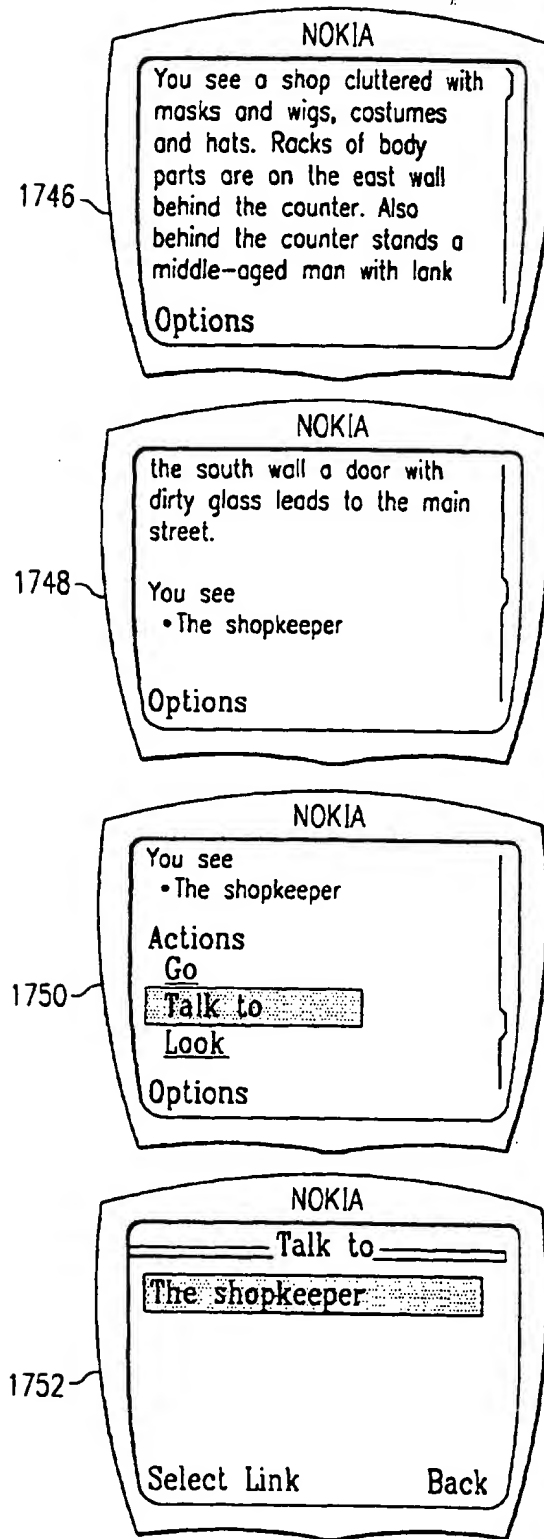 NOKIA
You see a shop cluttered with
masks and wigs, costumes
and hats. Racks of body
parts are on the east wall
behind the counter. Also
behind the counter stands a
middle-aged man with lank
Options
1746
NOKIA
the south wall a door with
dirty glass leads to the main
street.
You see
•The shopkeeper
Options
1748
NOKIA
You see
•The shopkeeper
Actions
Go
Talk to
Look
Options
1750
NOKIA
Talk to
The shopkeeper
Select Link Back
1752